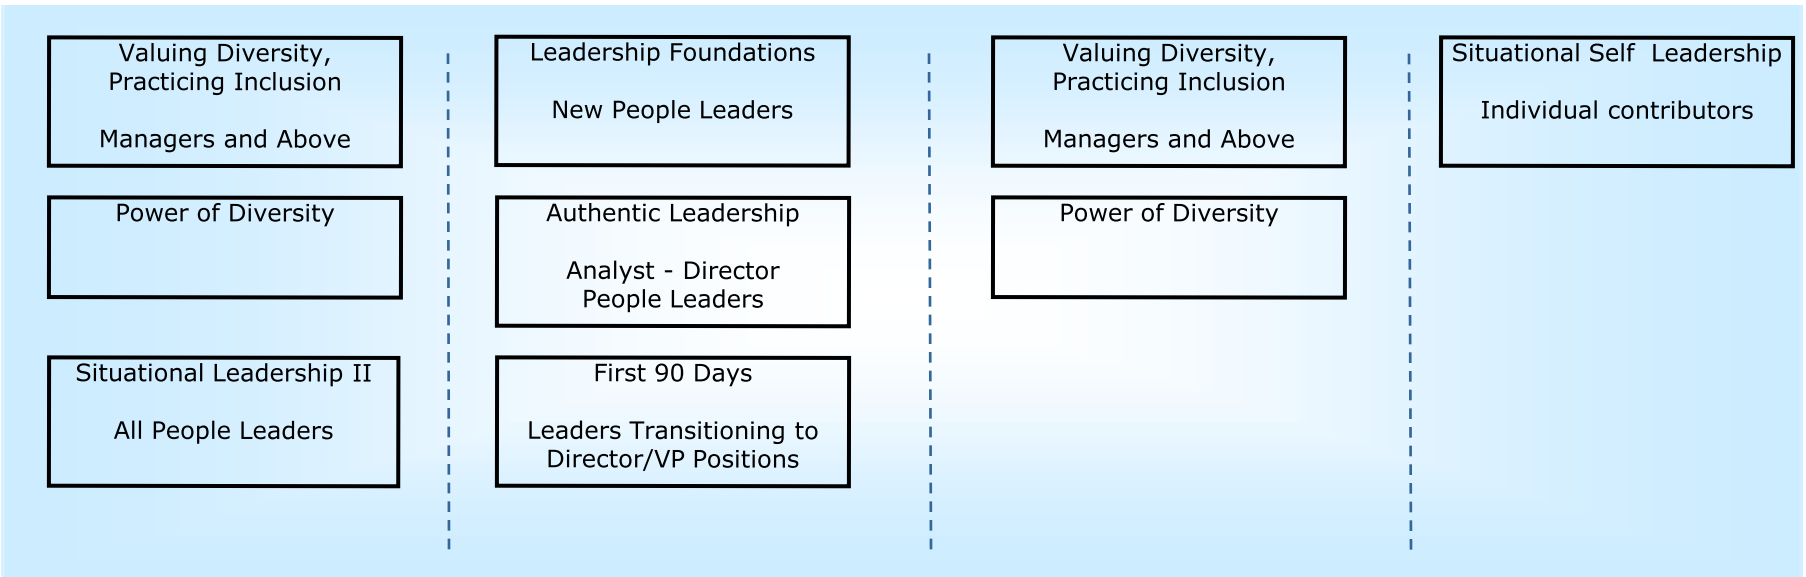 Valuing Diversity,
Practicing Inclusion
Managers and Above
Power of Diversity
Situational Leadership II
All People Leaders
Leadership Foundations
New People Leaders
Authentic Leadership
Analyst - Director
People Leaders
First 90 Days
Leaders Transitioning to
Director/VP Positions
Valuing Diversity,
Practicing Inclusion
Managers and Above
Power of Diversity
Situational Self  Leadership
Individual contributors